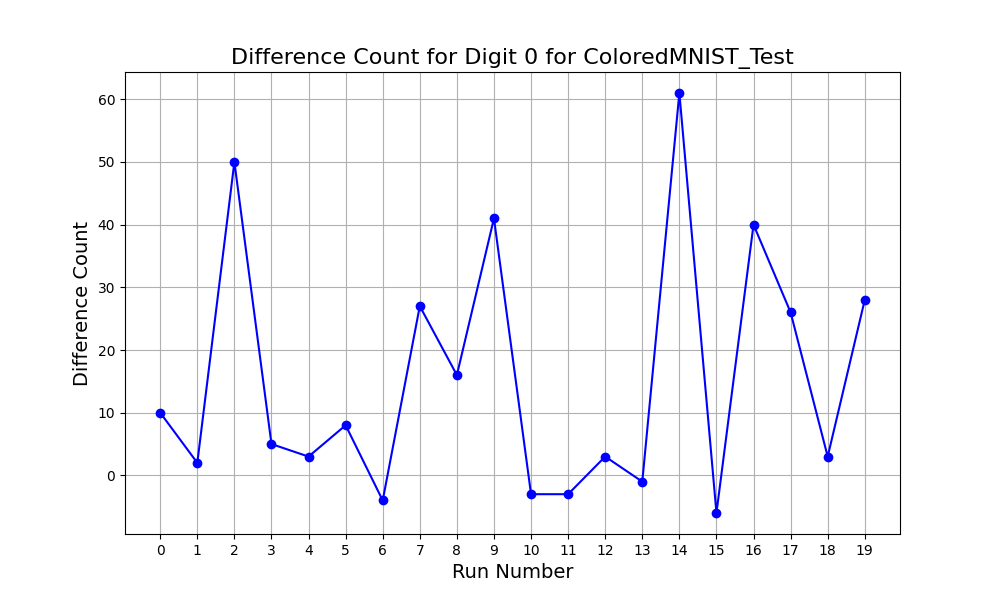 Difference Count for Digit 0 for ColoredMNIST_Test
60
50
40
30
20
10
0
Difference Count
0 1 2 3 4 5 6 7 8 9 10 11 12 13 14 15 16 17 18 19
Run Number